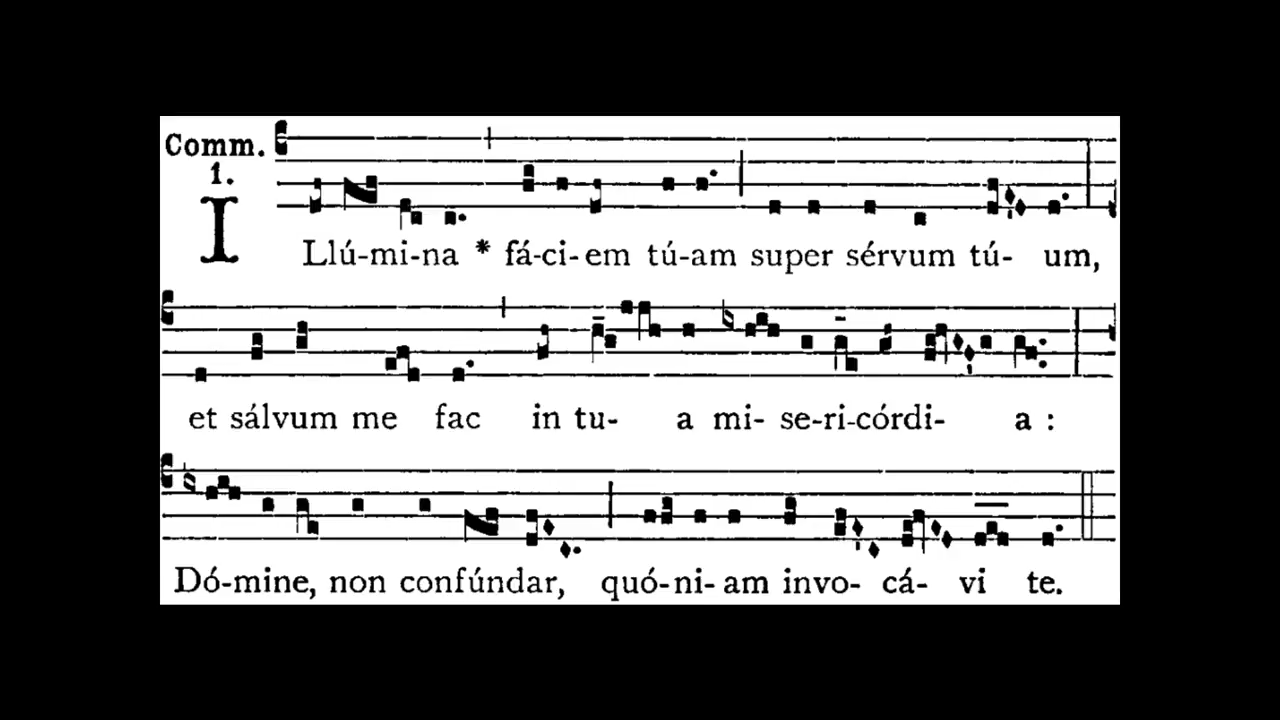 Comm.
1.
ILlú-mi-na * fá-ci-em tú-am super sérvum tú- um,
et sálvum me fac in tu- a mi- se-ri-córdi- a :
Dó-mine, non confúndar, quó-ni-am invo- cá- vi te.